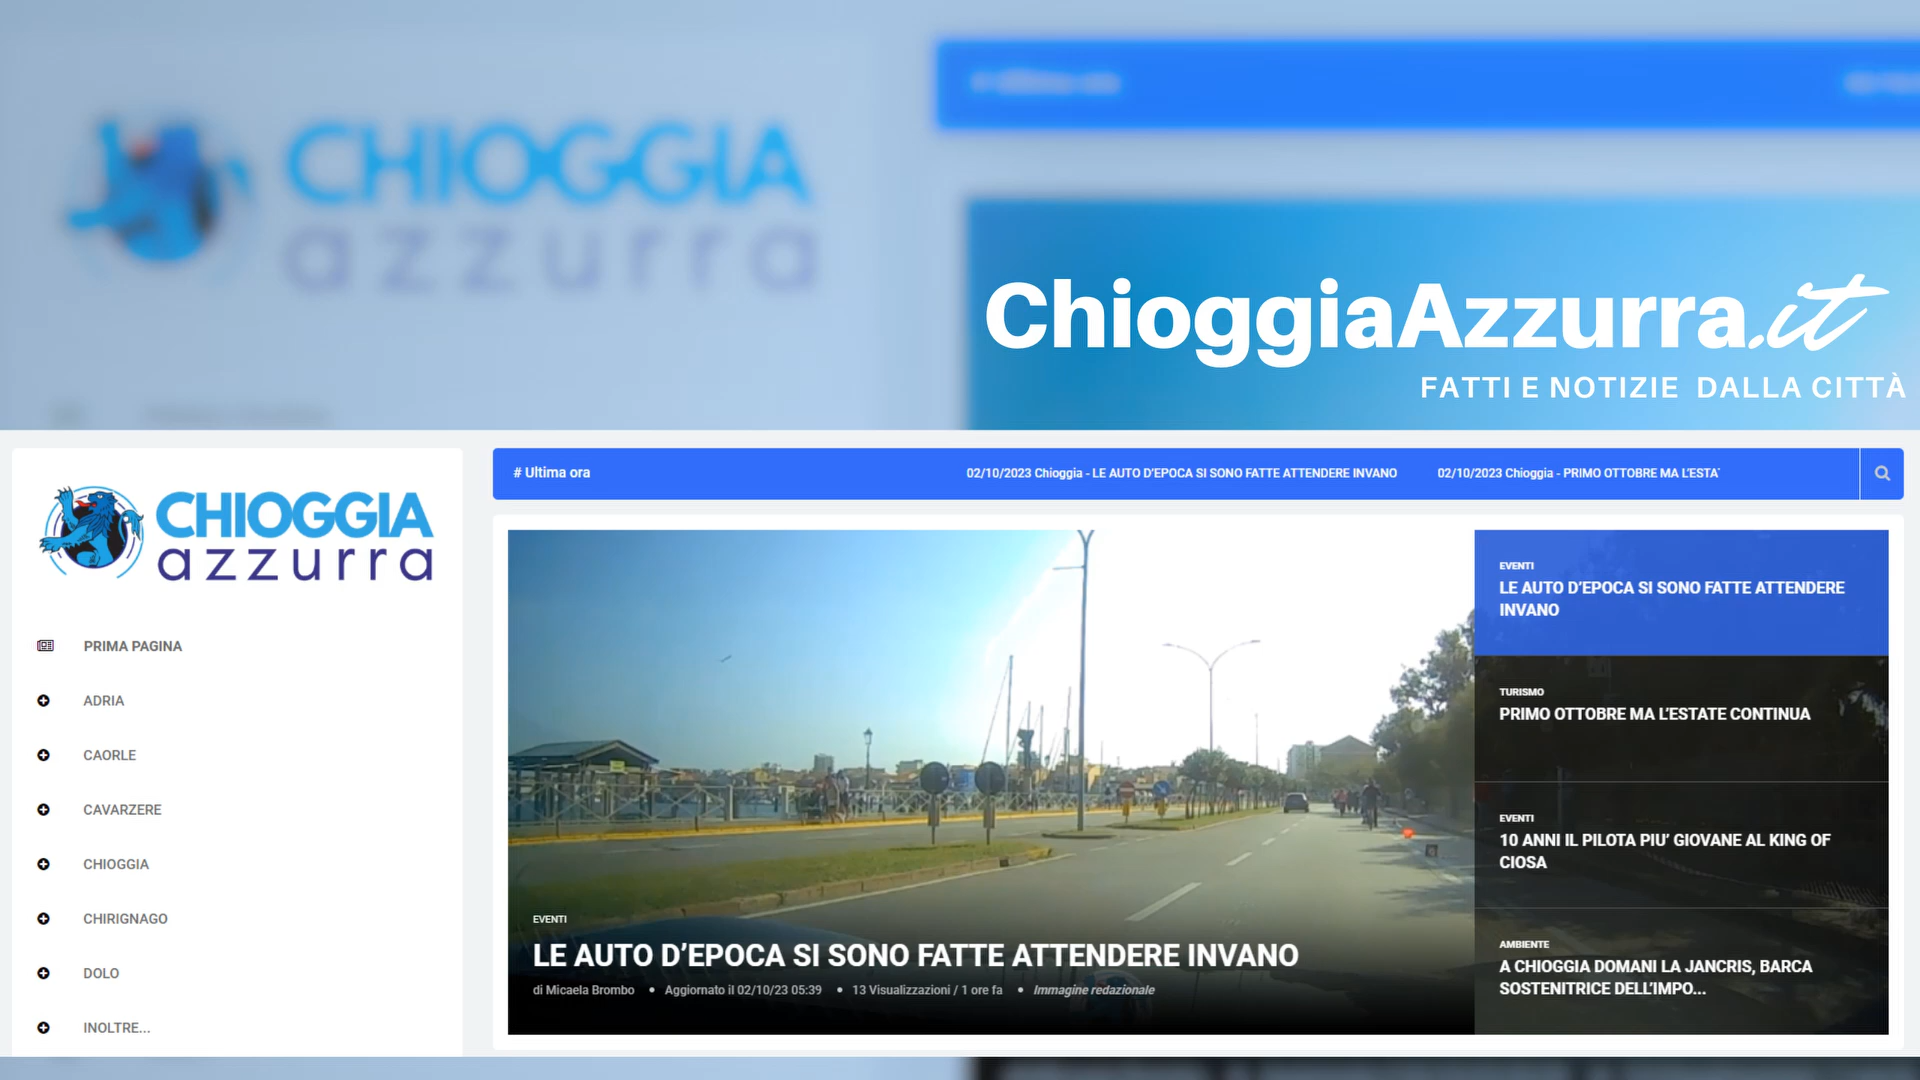 CHIOGGIA
azzurra
ChioggiaAzzurra.it
FATTI E NOTIZIE DALLA CITTÀ
CHIOGGIA
azzurra
# Ultima ora
02/10/2023 Chioggia - LE AUTO D'EPOCA SI SONO FATTE ATTENDERE INVANO
02/10/2023 Chioggia - PRIMO OTTOBRE MA L'ESTA
PRIMA PAGINA
ADRIA
CAORLE
CAVARZERE
CHIOGGIA
CHIRIGNAGO
DOLO
INOLTRE...
EVENTI
LE AUTO D'EPOCA SI SONO FATTE ATTENDERE INVANO
di Micaela Brombo • Aggiornato il 02/10/23 05:39 • 13 Visualizzazioni / 1 ore fa • Immagine redazionale
EVENTI
LE AUTO D'EPOCA SI SONO FATTE ATTENDERE
INVANO
TURISMO
PRIMO OTTOBRE MA L'ESTATE CONTINUA
EVENTI
10 ANNI IL PILOTA PIU' GIOVANE AL KING OF
CIOSA
AMBIENTE
A CHIOGGIA DOMANI LA JANCRIS, BARCA
SOSTENITRICE DELL'IMPO...